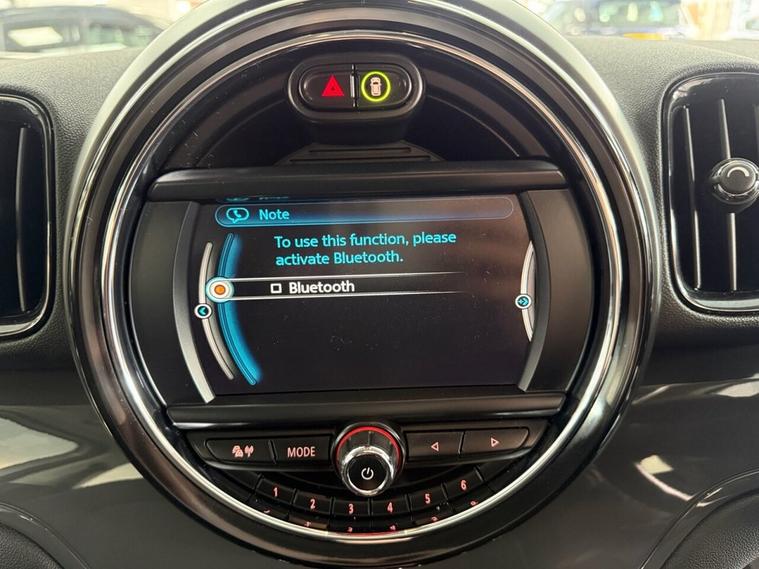 Note
To use this function, please
activate Bluetooth.
Bluetooth
MODE
1 2 3 4 5 6